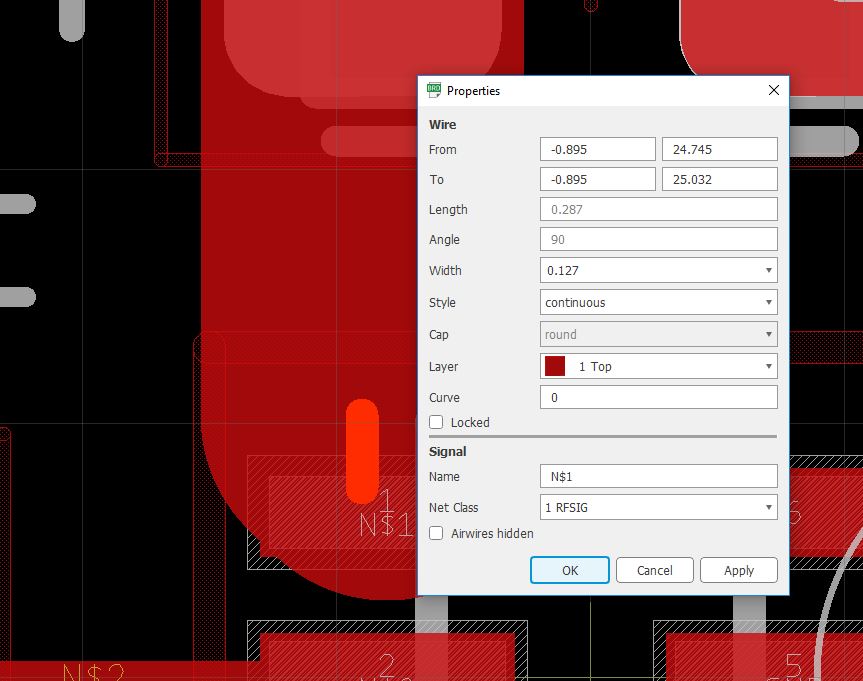 BRD
Properties
Wire
From -0.895 24.745
To -0.895 25.032
Length 0.287
Angle 90
Width 0.127
Style continuous
Cap round
Layer 1 Top
Curve 0
Locked
Signal
Name N$1
Net Class 1 RFSIG
Airwires hidden
OK Cancel Apply
1
N$1
6
2
5
N$2